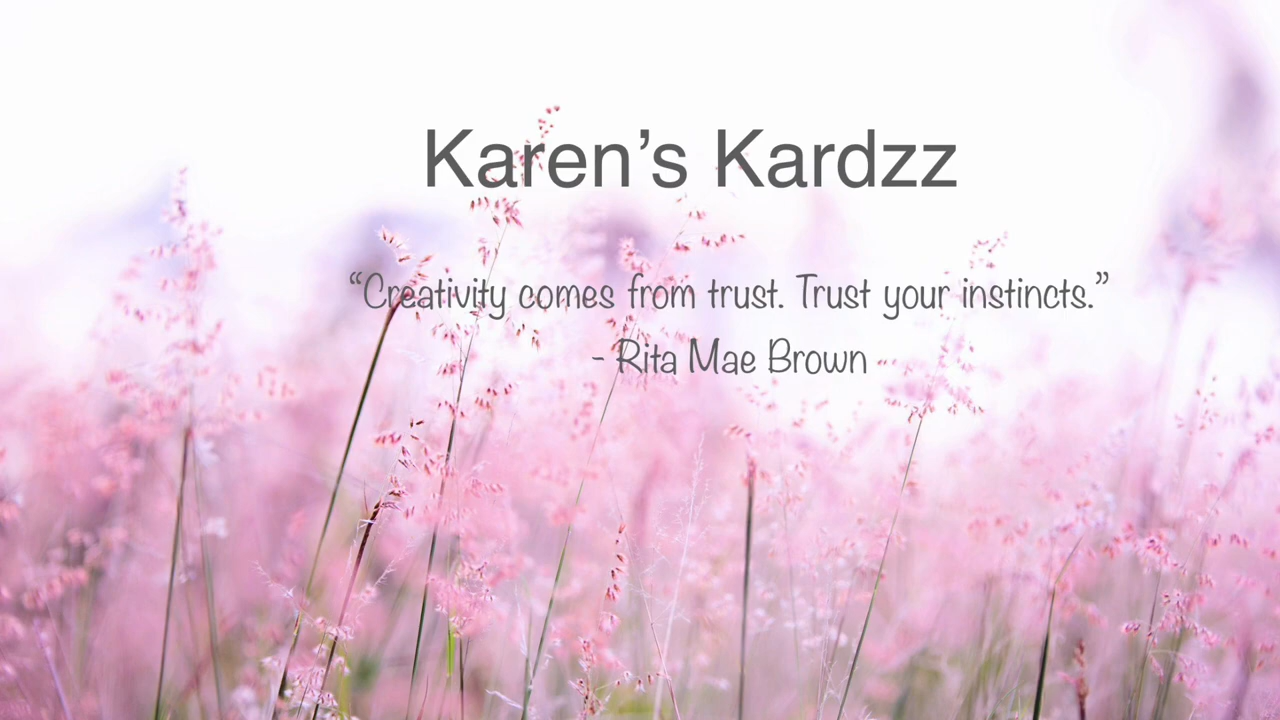 Karen’s Kardzz
“Creativity comes from trust. Trust your instincts.”
- Rita Mae Brown